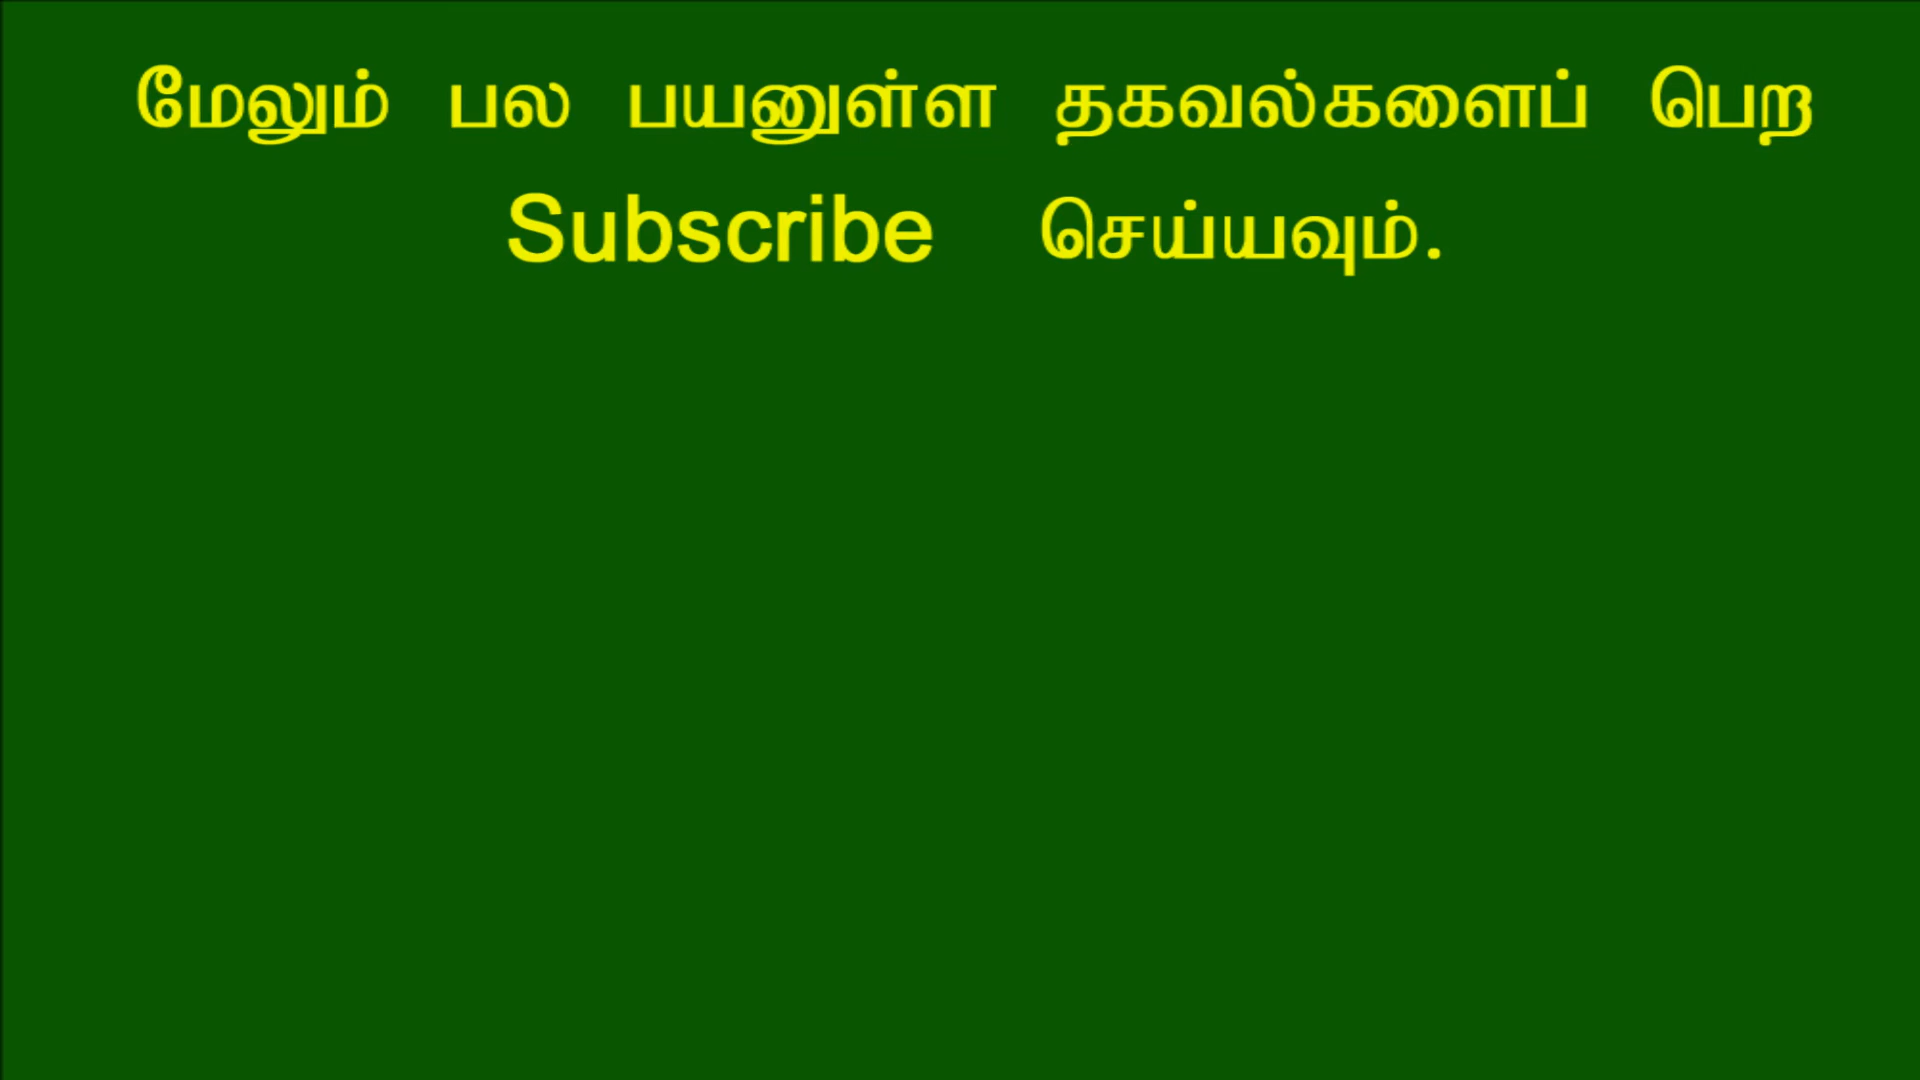 மேலும் பல பயனுள்ள தகவல்களைப் பெற
Subscribe செய்யவும்.